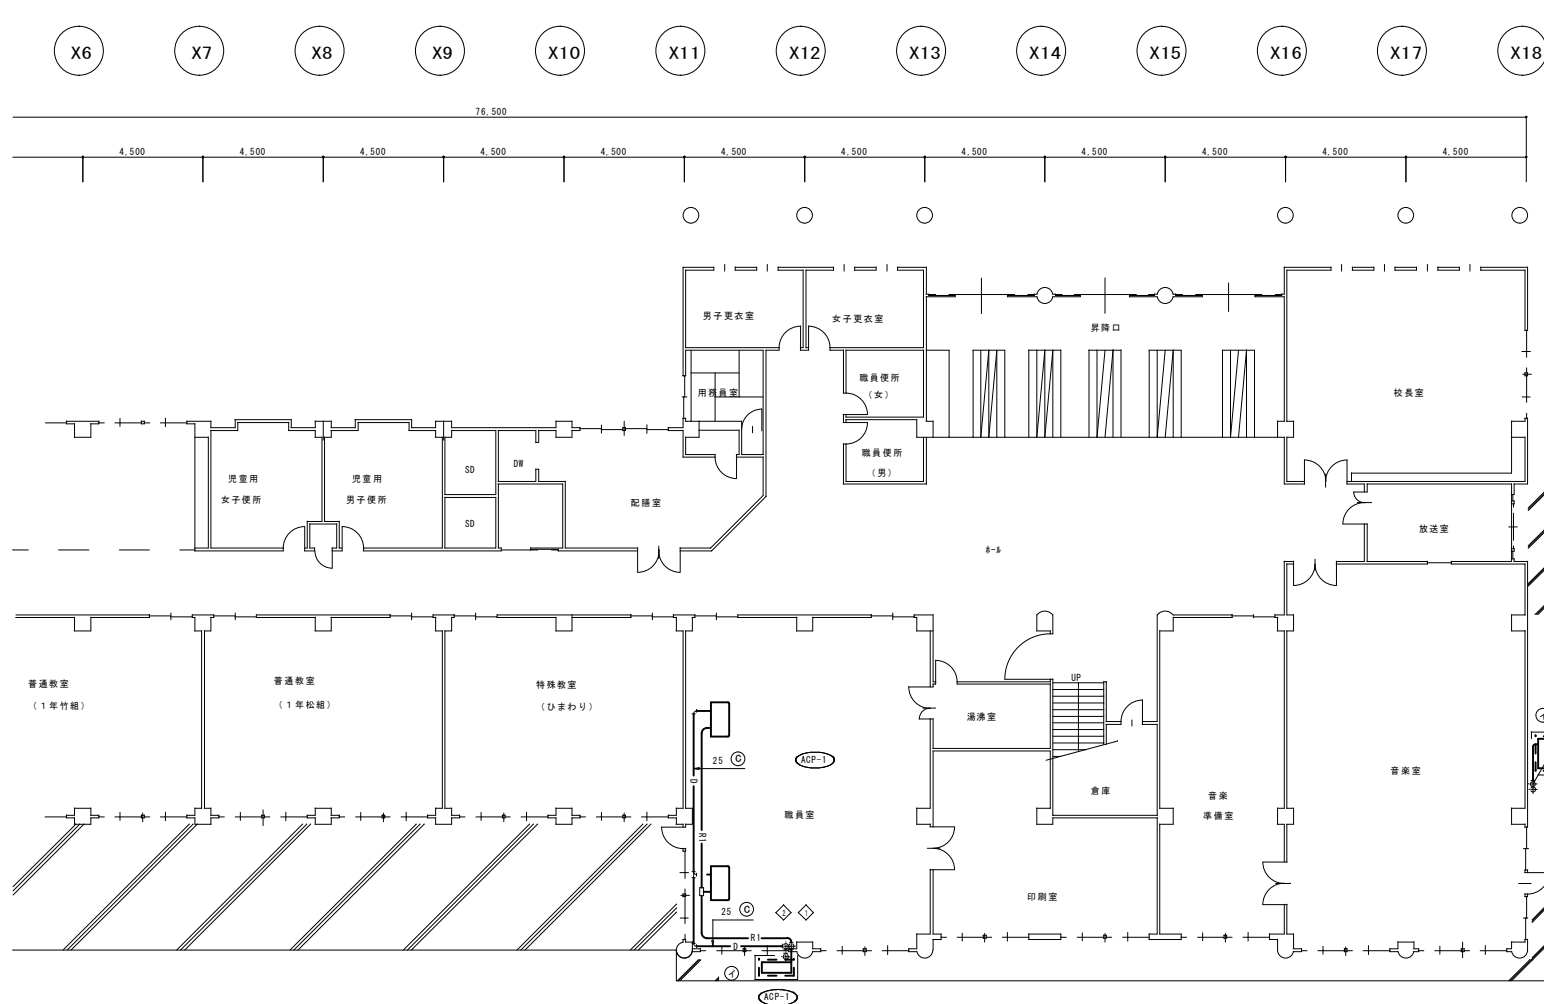 X6 X7 X8 X9 X10 X11 X12 X13 X14 X15 X16 X17 X18
76,500
4,500 4,500 4,500 4,500 4,500 4,500 4,500 4,500 4,500 4,500 4,500 4,500
男子更衣室
女子更衣室
昇降口
用務員室
職員便所
（女）
校長室
職員便所
（男）
児童用
女子便所
児童用
男子便所
SD
DW
SD
配膳室
放送室
ホール
普通教室
（１年竹組）
普通教室
（１年松組）
特殊教室
（ひまわり）
UP
湯沸室
25 C
ACP-1
D
R1
職員室
倉庫
音楽
準備室
音楽室
イ
印刷室
25 C
2 1
R1
D
イ
ACP-1